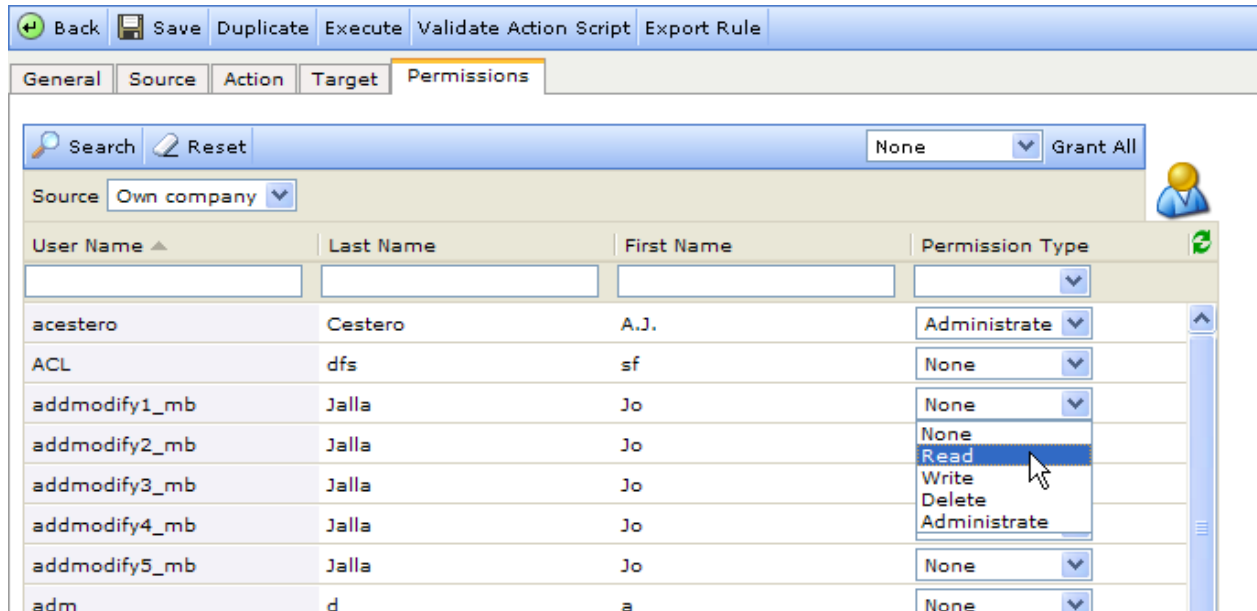 Back Save Duplicate Execute Validate Action Script Export Rule
General Source Action Target Permissions
Search Reset None Grant All
Source Own company
User Name Last Name First Name Permission Type
acestero Cestero A.J. Administrate
ACL dfs sf None
addmodify1_mb Jalla Jo None
None
addmodify2_mb Jalla Jo Read
Write
addmodify3_mb Jalla Jo Delete
addmodify4_mb Jalla Jo Administrate
addmodify5_mb Jalla Jo None
adm d a None